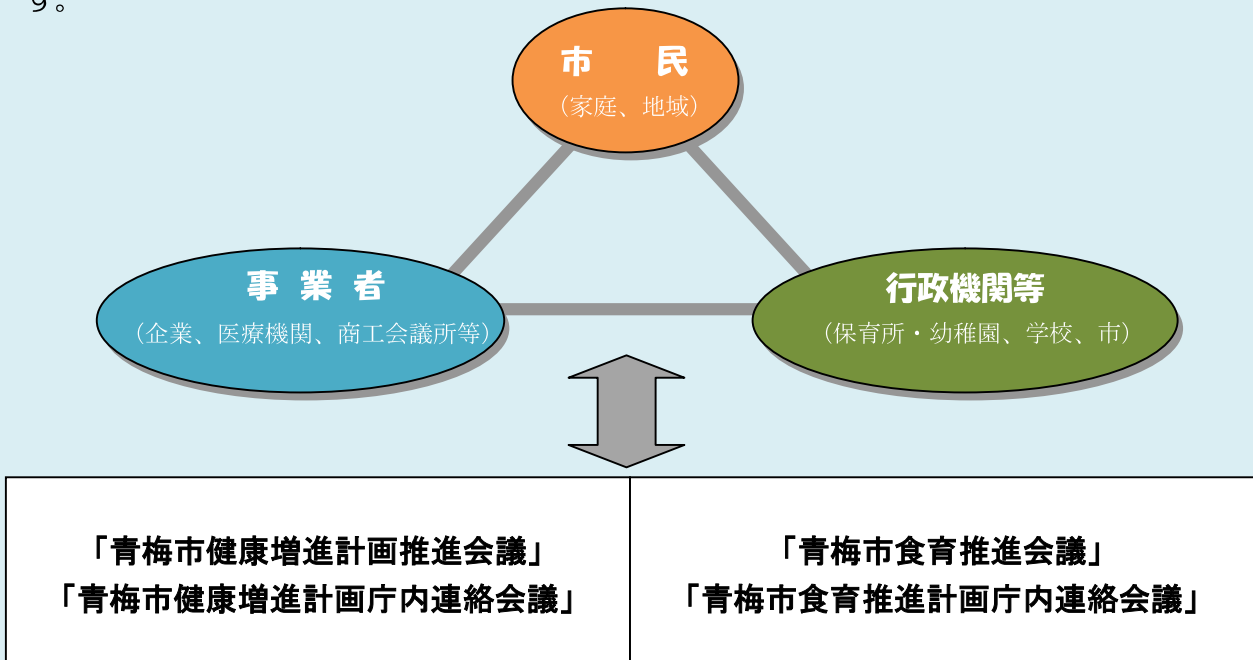 す。
市　民
（家庭、地域）
事 業 者
（企業、医療機関、商工会議所等）
行政機関等
（保育所・幼稚園、学校、市）
「青梅市健康増進計画推進会議」
「青梅市健康増進計画庁内連絡会議」
「青梅市食育推進会議」
「青梅市食育推進計画庁内連絡会議」